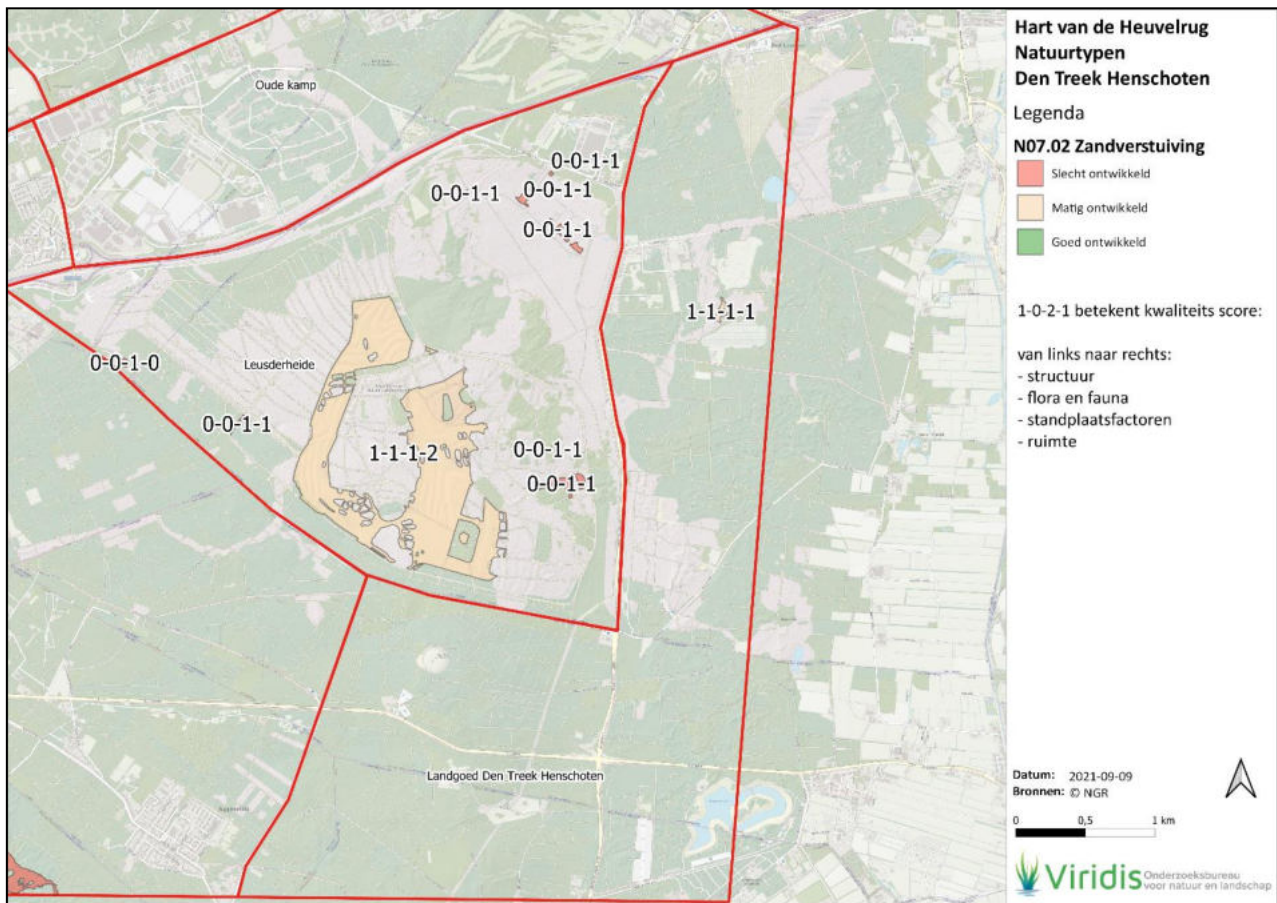 Hart van de Heuvelrug
Natuurtypen
Den Treek Henschoten
Legenda
N07.02 Zandverstuiving
Slecht ontwikkeld
Matig ontwikkeld
Goed ontwikkeld
1-0-2-1 betekent kwaliteits score:
van links naar rechts:
- structuur
- flora en fauna
- standplaatsfactoren
- ruimte
Datum: 2021-09-09
Bronnen: © NGR
0 0,5 1 km
Viridis Onderzoeksbureau
voor natuur en landschap
Oude kamp
0-0-1-1
0-0-1-1
0-0-1-1
0-0-1-1
1-1-1-1
0-0-1-0
Leusderheide
0-0-1-1
1-1-1-2
0-0-1-1
0-0-1-1
Landgoed Den Treek Henschoten